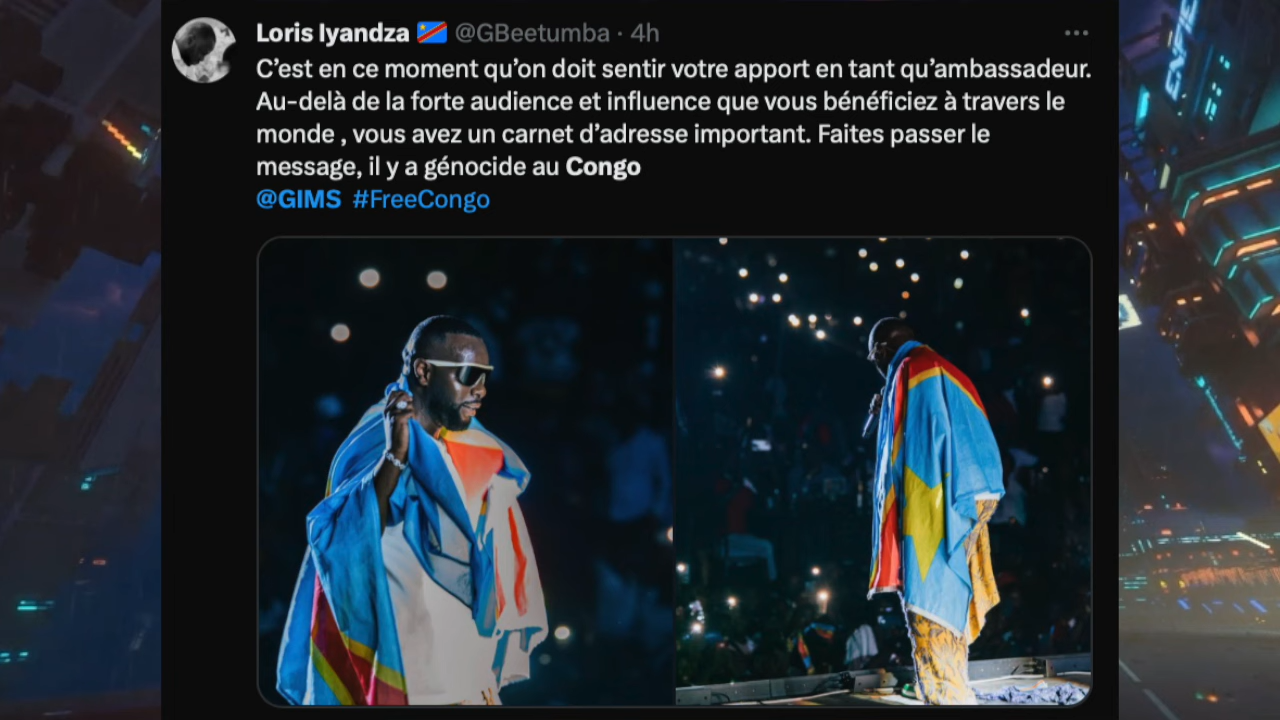 Loris Iyandza 🇨🇩 @GBeetumba · 4h
C’est en ce moment qu’on doit sentir votre apport en tant qu’ambassadeur.
Au-delà de la forte audience et influence que vous bénéficiez à travers le
monde , vous avez un carnet d’adresse important. Faites passer le
message, il y a génocide au Congo
@GIMS #FreeCongo